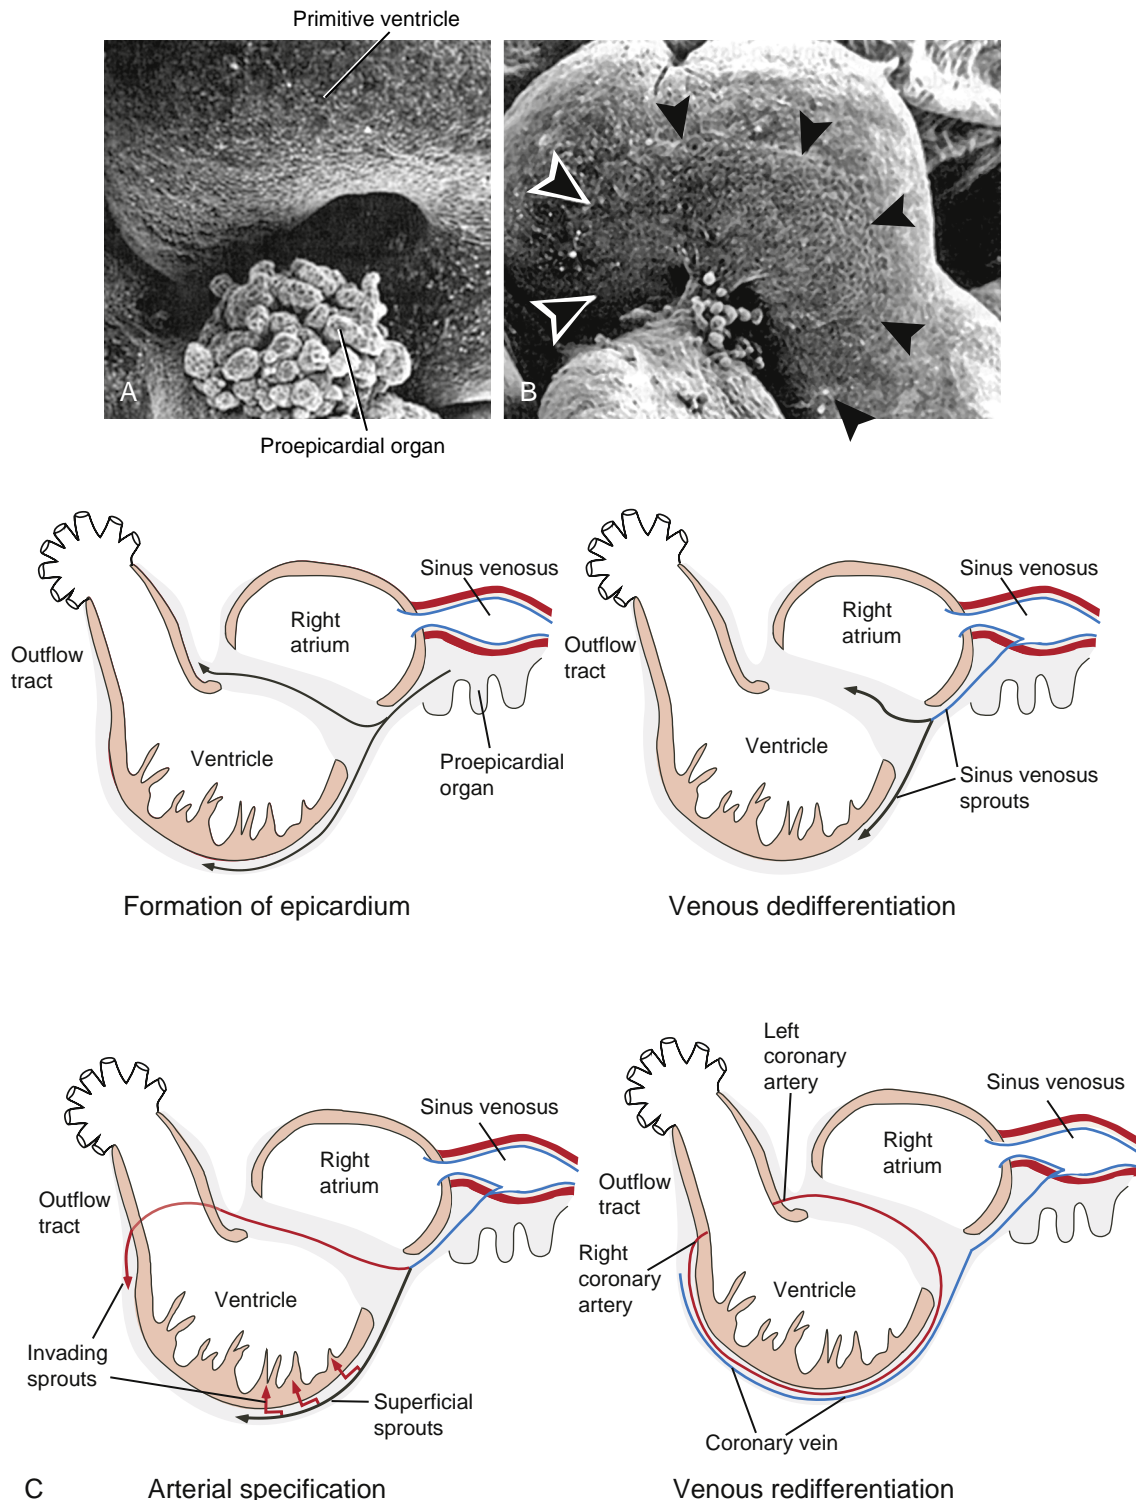 Primitive ventricle
A
B
Proepicardial organ
Outflow
tract
Right
atrium
Sinus venosus
Ventricle
Proepicardial
organ
Formation of epicardium
Outflow
tract
Right
atrium
Sinus venosus
Ventricle
Sinus venosus
sprouts
Venous dedifferentiation
Outflow
tract
Right
atrium
Sinus venosus
Ventricle
Invading
sprouts
Superficial
sprouts
Arterial specification
Left
coronary
artery
Sinus venosus
Right
atrium
Outflow
tract
Right
coronary
artery
Ventricle
Coronary vein
Venous redifferentiation
C